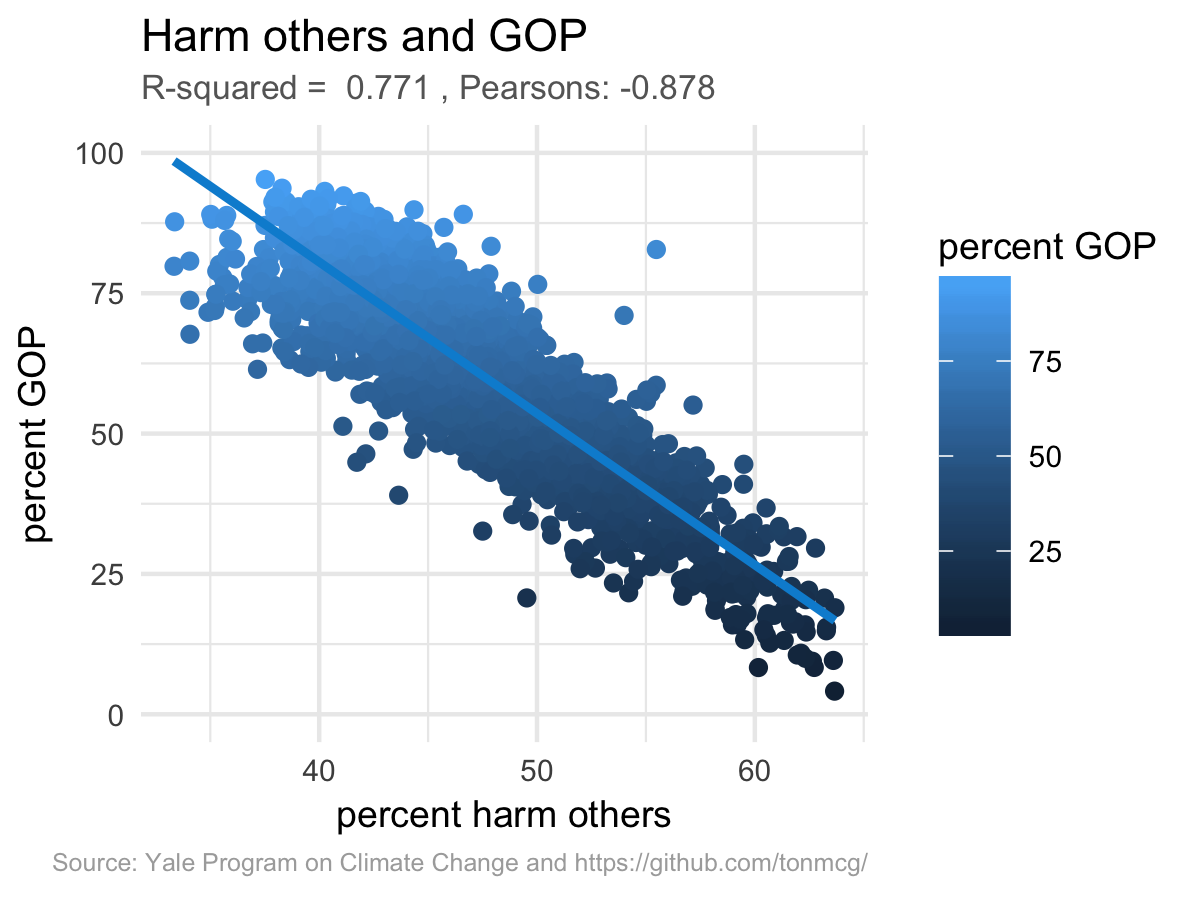 Harm others and GOP
R-squared =  0.771 , Pearsons: -0.878
percent GOP
100
75
50
25
0
40 50 60
percent harm others
percent GOP
75
50
25
Source: Yale Program on Climate Change and https://github.com/tonmcg/